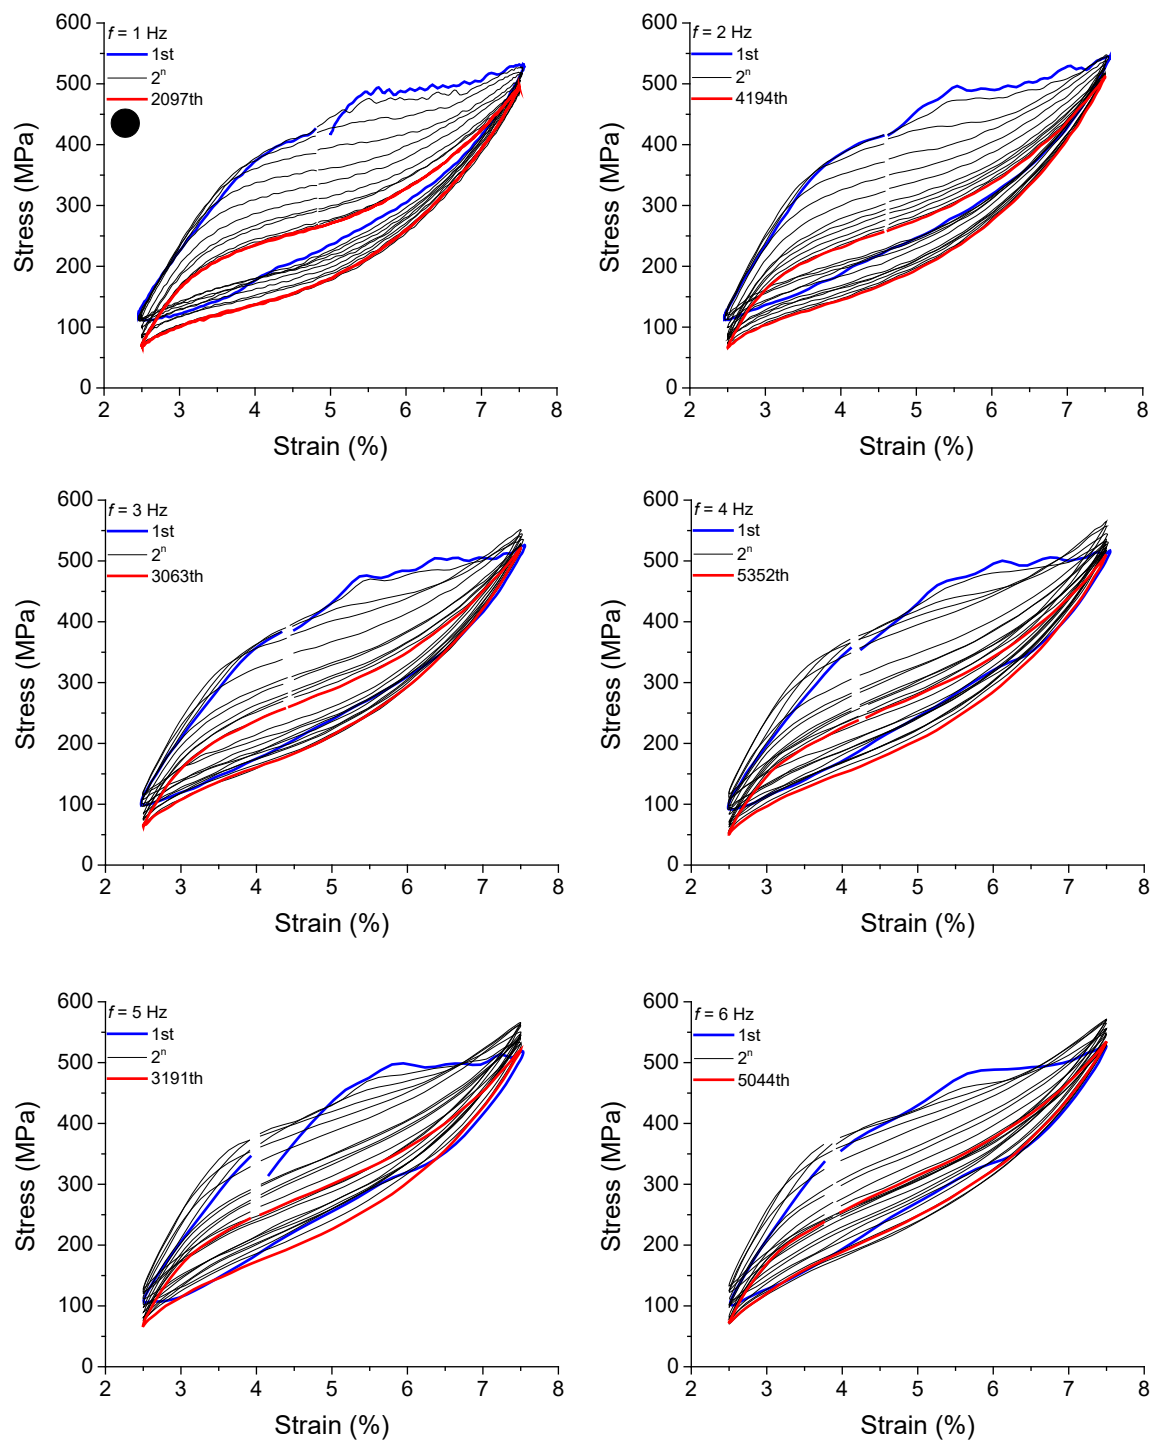 600
500
400
300
200
100
0
2 3 4 5 6 7 8
Stress (MPa)
Strain (%)
f = 1 Hz
1st
2ⁿ
2097th
600
500
400
300
200
100
0
2 3 4 5 6 7 8
Stress (MPa)
Strain (%)
f = 2 Hz
1st
2ⁿ
4194th
600
500
400
300
200
100
0
2 3 4 5 6 7 8
Stress (MPa)
Strain (%)
f = 3 Hz
1st
2ⁿ
3063th
600
500
400
300
200
100
0
2 3 4 5 6 7 8
Stress (MPa)
Strain (%)
f = 4 Hz
1st
2ⁿ
5352th
600
500
400
300
200
100
0
2 3 4 5 6 7 8
Stress (MPa)
Strain (%)
f = 5 Hz
1st
2ⁿ
3191th
600
500
400
300
200
100
0
2 3 4 5 6 7 8
Stress (MPa)
Strain (%)
f = 6 Hz
1st
2ⁿ
5044th